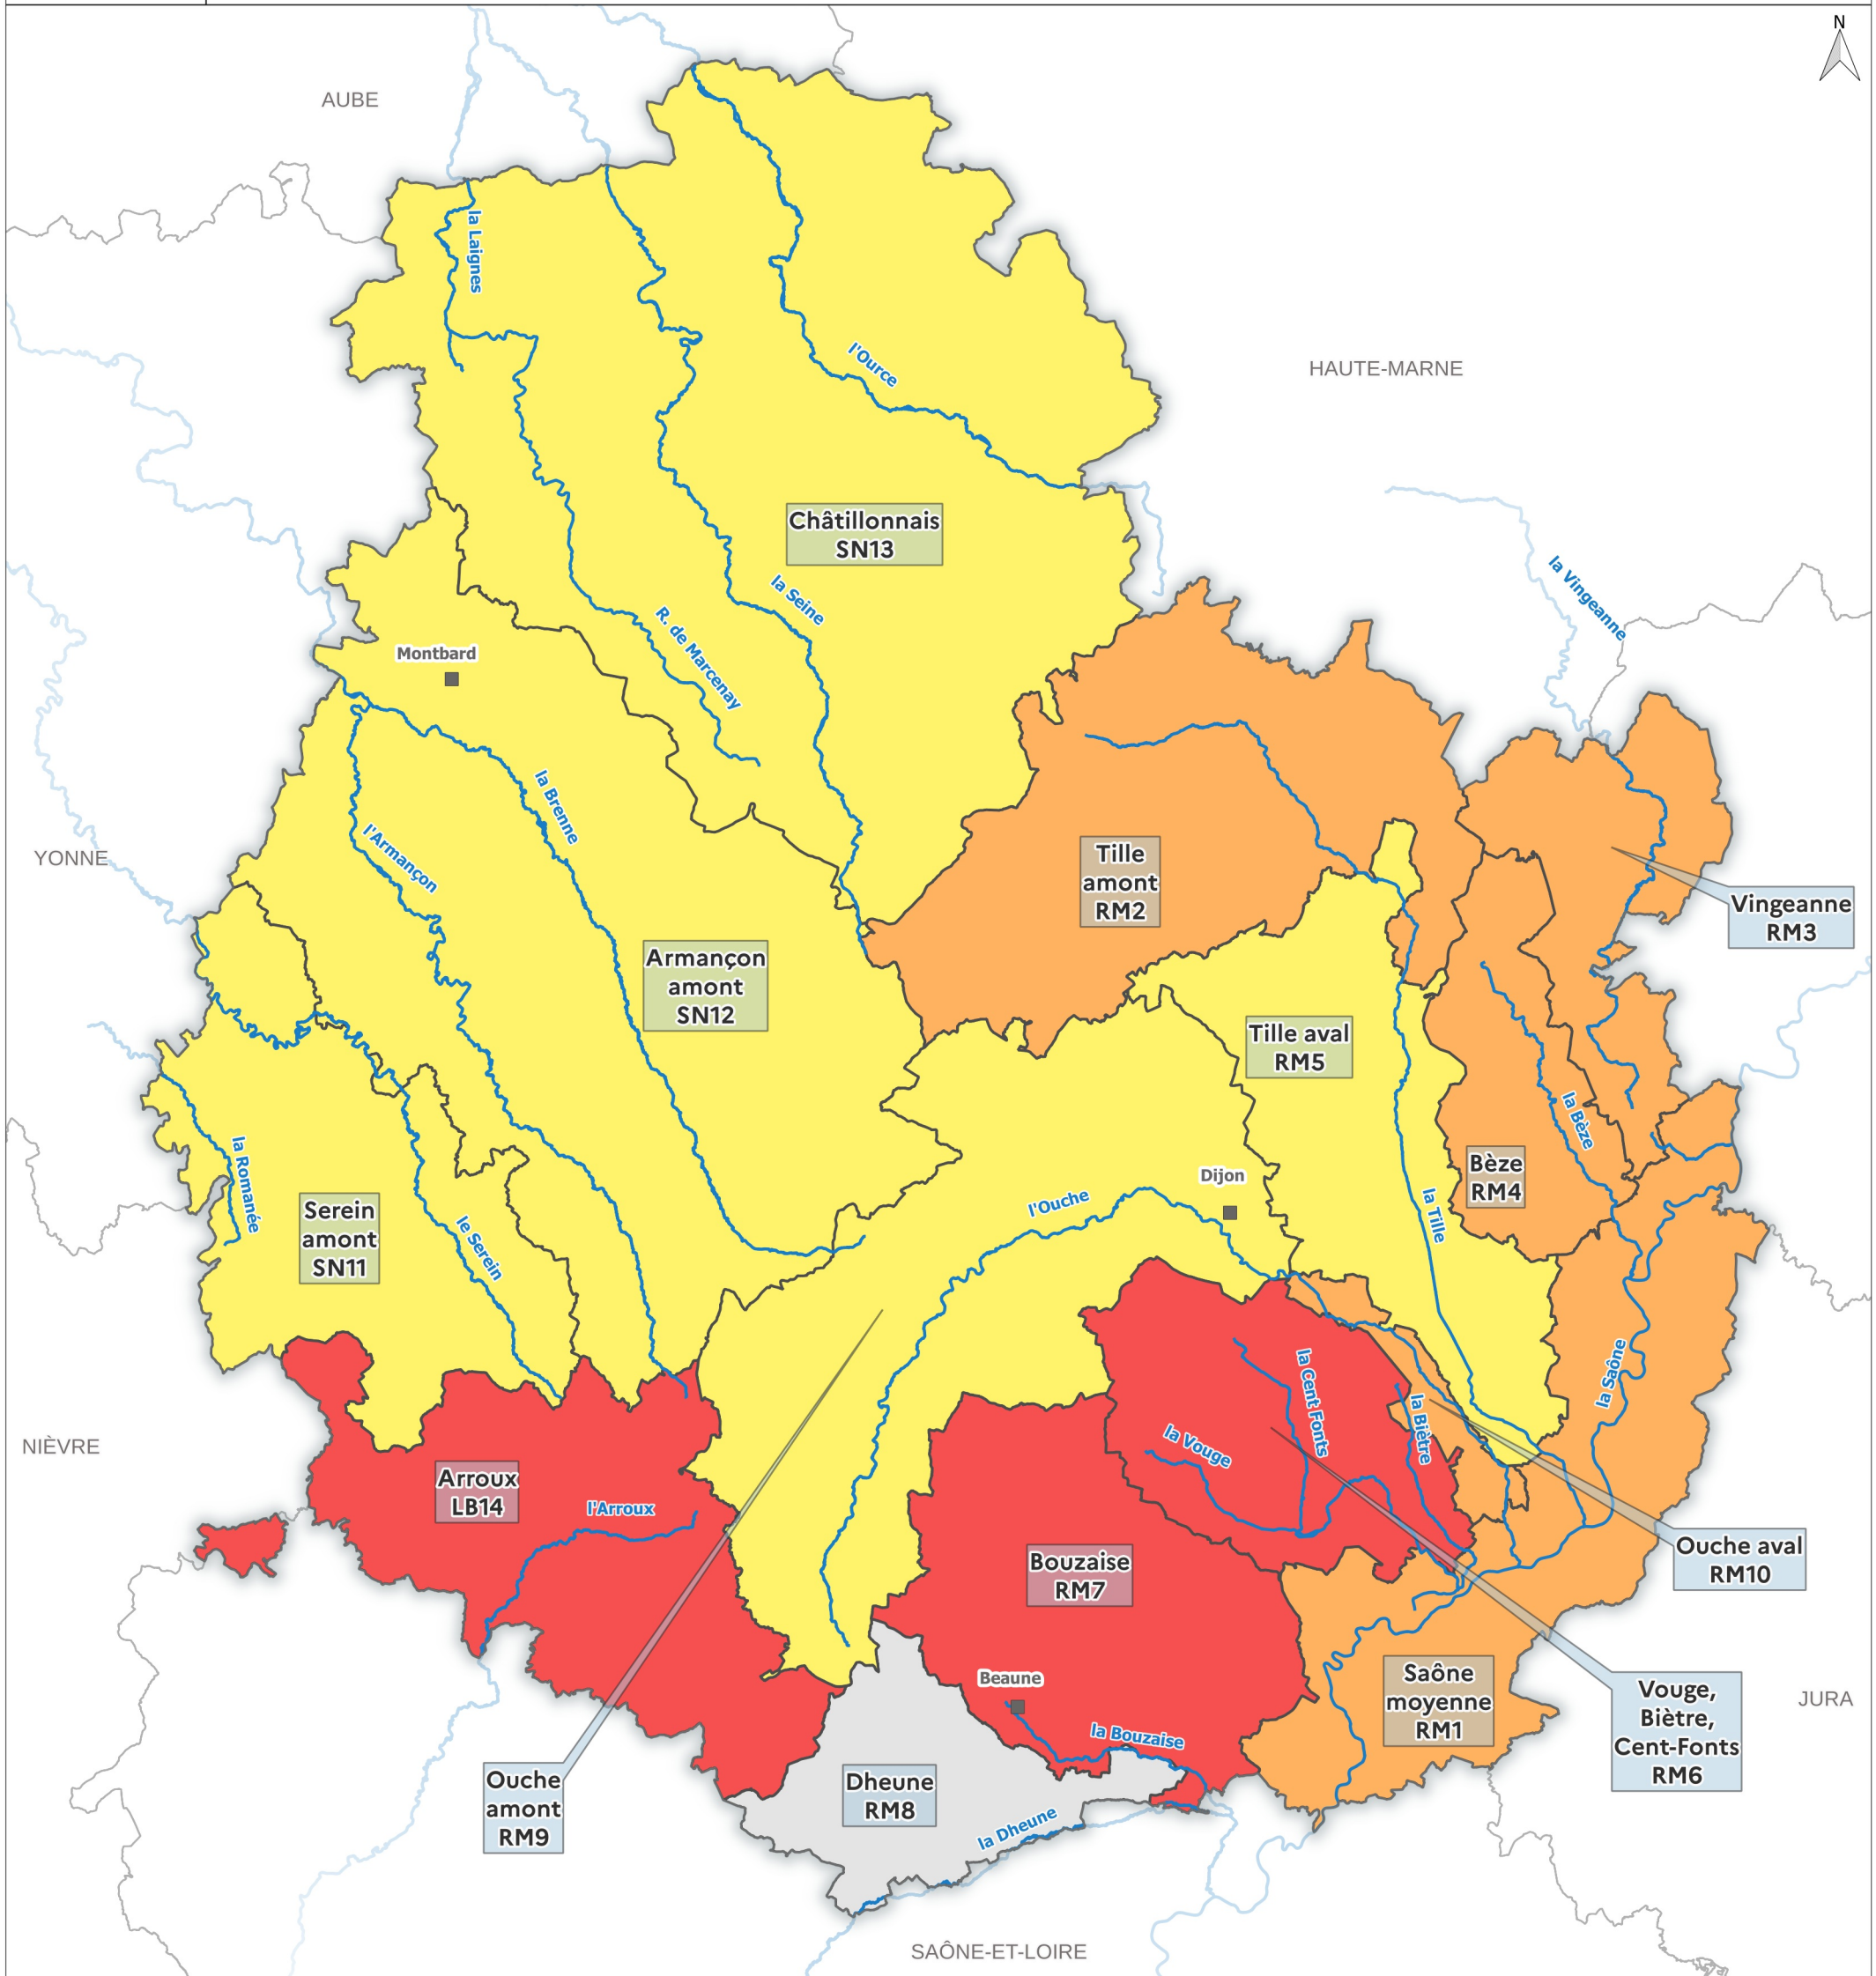 N
AUBE
la Laignes
l'Ource
HAUTE-MARNE
Châtillonnais
SN13
la Vingeanne
la Seine
R. de Marcenay
Montbard
la Brenne
l'Armançon
YONNE
Tille
amont
RM2
Vingeanne
RM3
Armançon
amont
SN12
Tille aval
RM5
la Bèze
Bèze
RM4
la Romanée
Dijon
l'Ouche
la Tille
Serein
amont
SN11
le Serein
la Saône
la Cent Fonts
la Biètre
la Vouge
NIÈVRE
Arroux
LB14
l'Arroux
Ouche aval
RM10
Bouzaise
RM7
Beaune
Saône
moyenne
RM1
Vouge,
Biètre,
Cent-Fonts
RM6
JURA
la Bouzaise
Ouche
amont
RM9
Dheune
RM8
la Dheune
SAÔNE-ET-LOIRE